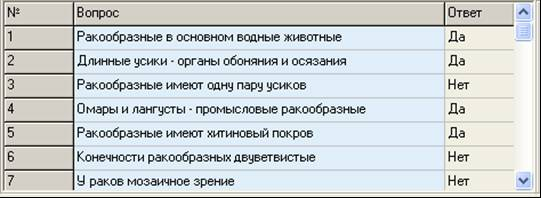 № Вопрос Ответ
1 Ракообразные в основном водные животные Да
2 Длинные усики - органы обоняния и осязания Да
3 Ракообразные имеют одну пару усиков Нет
4 Омары и лангусты - промысловые ракообразные Да
5 Ракообразные имеют хитиновый покров Да
6 Конечности ракообразных двуветвистые Нет
7 У раков мозаичное зрение Нет